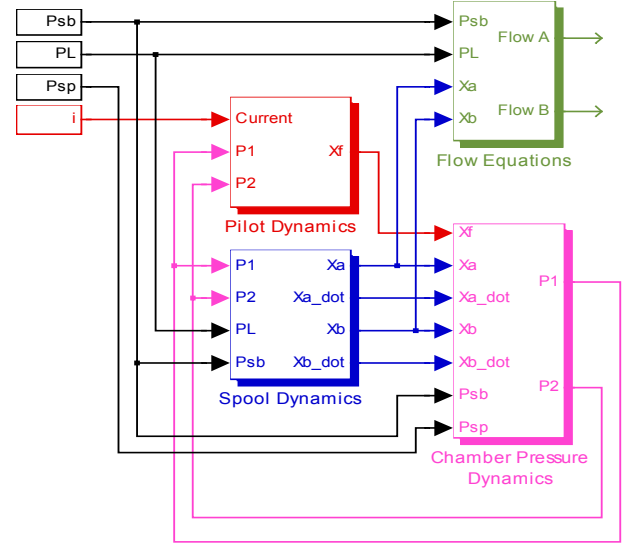 Psb
PL
Psp
i
Psb
PL
Xa
Xb
Flow A
Flow B
Flow Equations
Current
P1
P2
Xf
Pilot Dynamics
P1
P2
PL
Psb
Xa
Xa_dot
Xb
Xb_dot
Spool Dynamics
Xf
Xa
Xa_dot
Xb
Xb_dot
Psb
Psp
P1
P2
Chamber Pressure
Dynamics